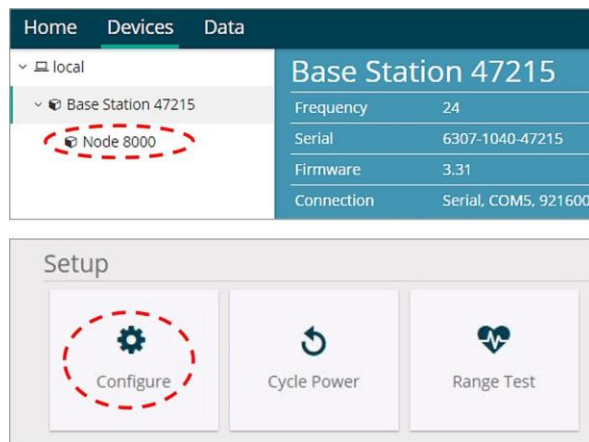 Home Devices Data
local
Base Station 47215
Node 8000
Base Station 47215
Frequency 24
Serial 6307-1040-47215
Firmware 3.31
Connection Serial, COM5, 921600
Setup
Configure Cycle Power Range Test